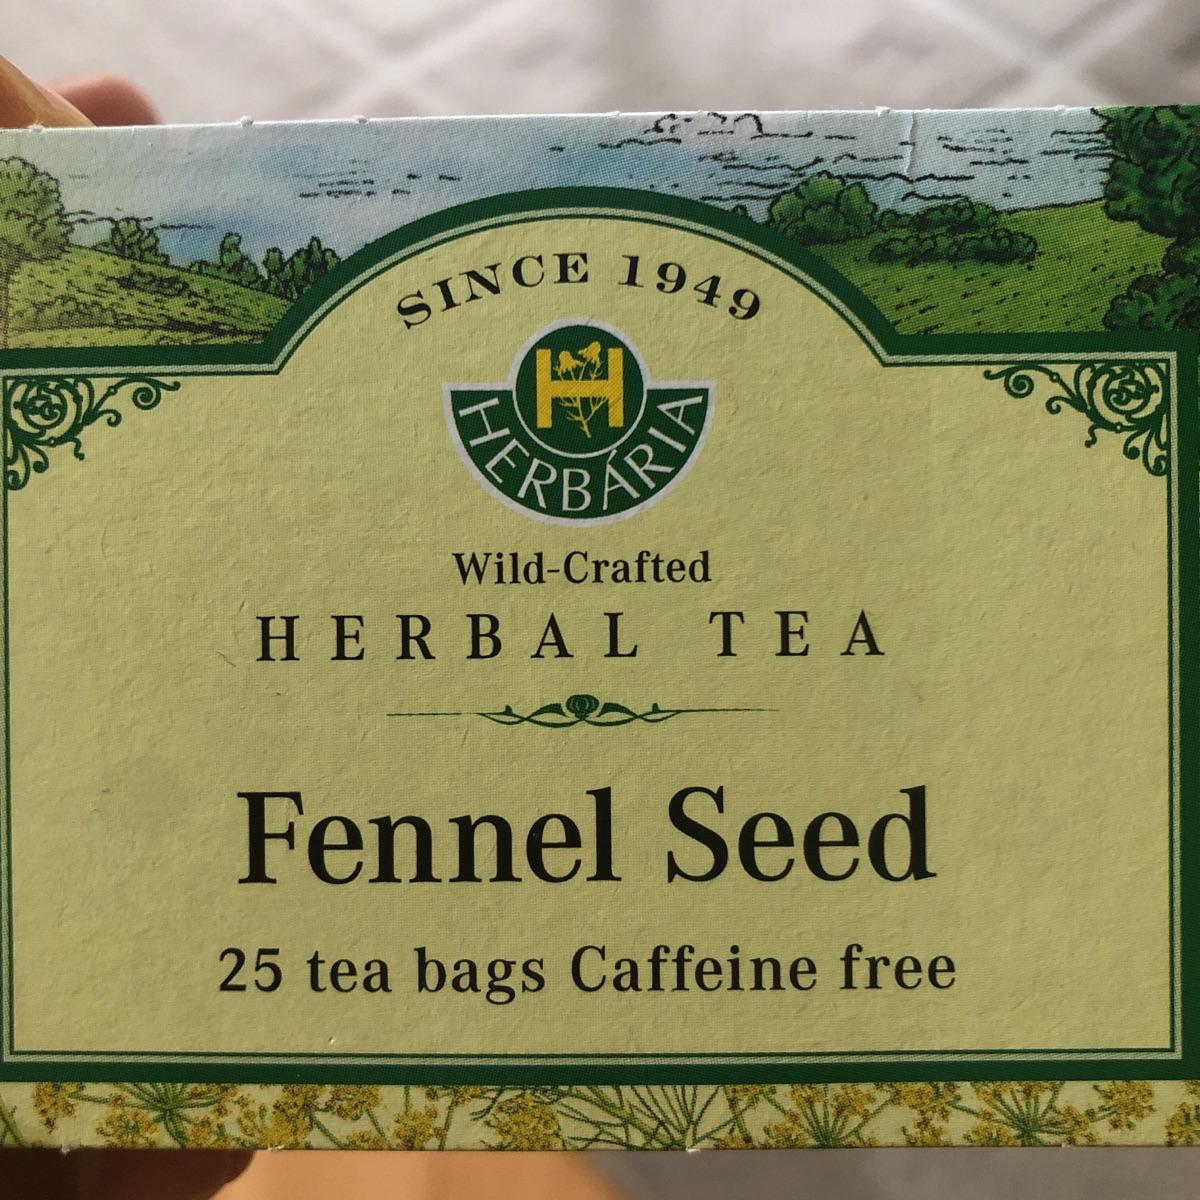 SINCE 1949
H
HERBÁRIA
Wild-Crafted
HERBAL TEA
Fennel Seed
25 tea bags Caffeine free